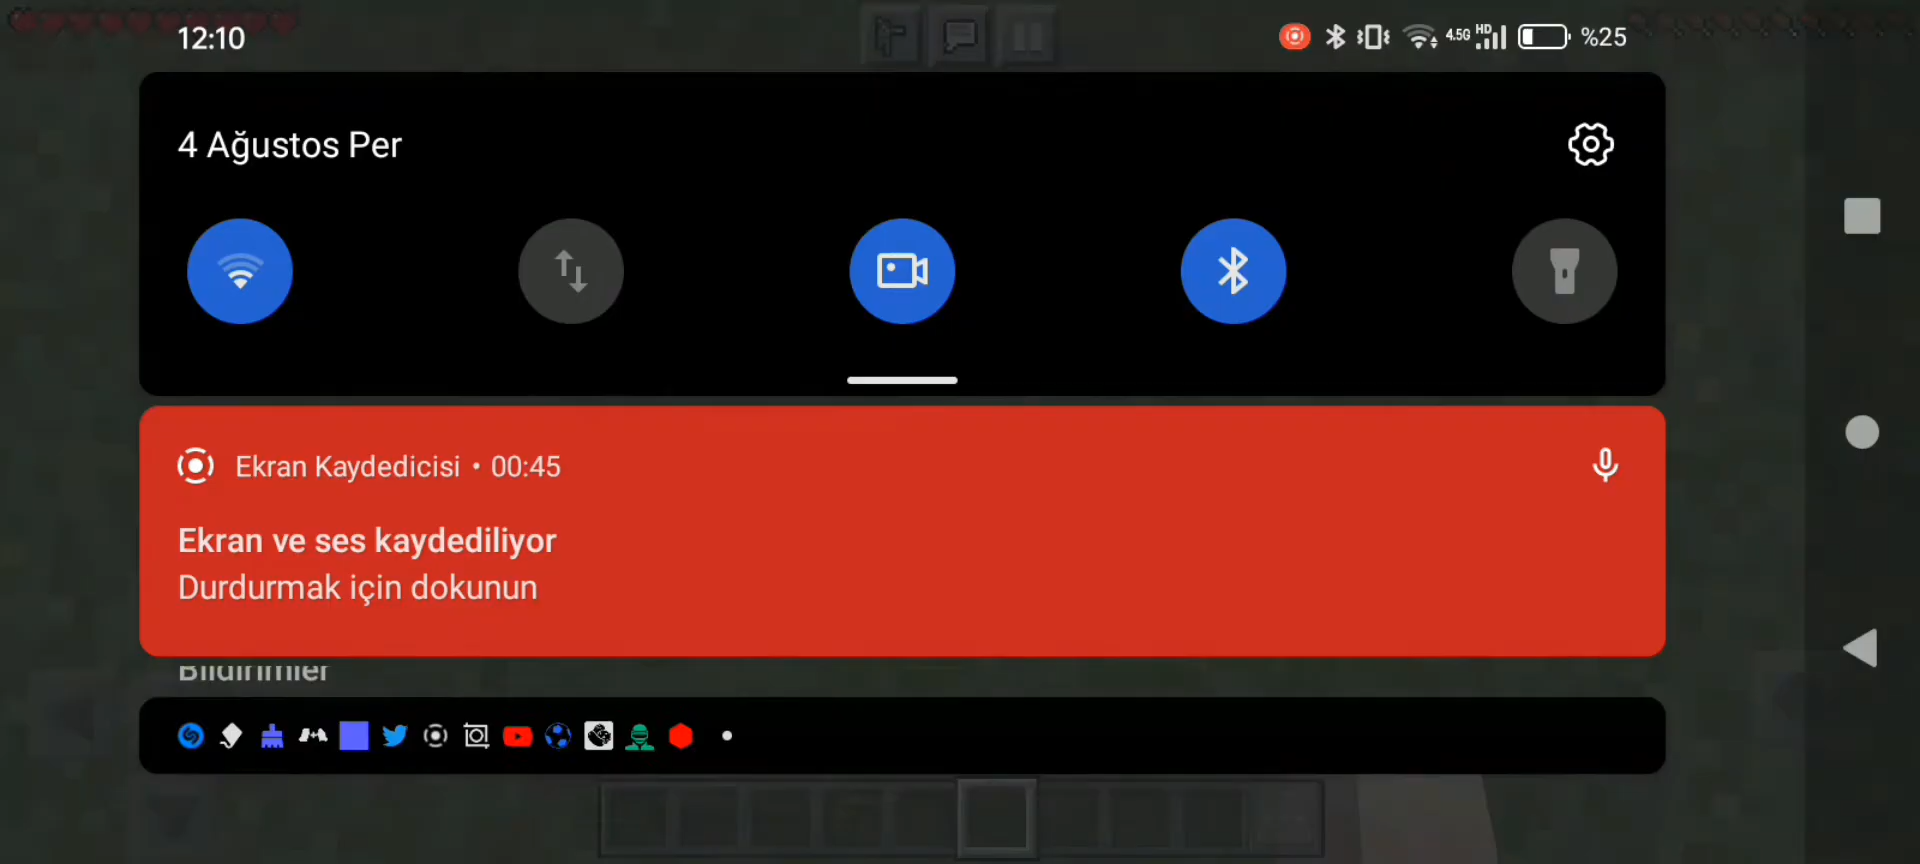 12:10
4.5G HD %25
4 Ağustos Per
Ekran Kaydedicisi • 00:45
Ekran ve ses kaydediliyor
Durdurmak için dokunun
Bildirimler